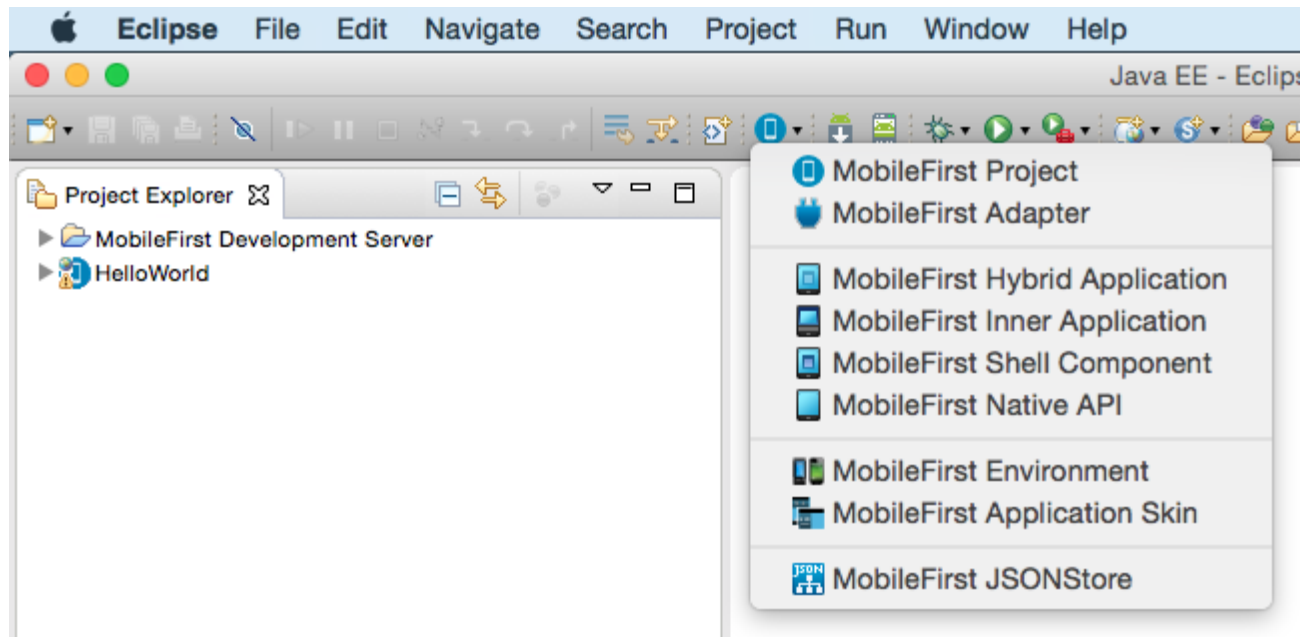 Eclipse File Edit Navigate Search Project Run Window Help
Java EE - Eclips
Project Explorer
MobileFirst Development Server
HelloWorld
MobileFirst Project
MobileFirst Adapter
MobileFirst Hybrid Application
MobileFirst Inner Application
MobileFirst Shell Component
MobileFirst Native API
MobileFirst Environment
MobileFirst Application Skin
JSON MobileFirst JSONStore